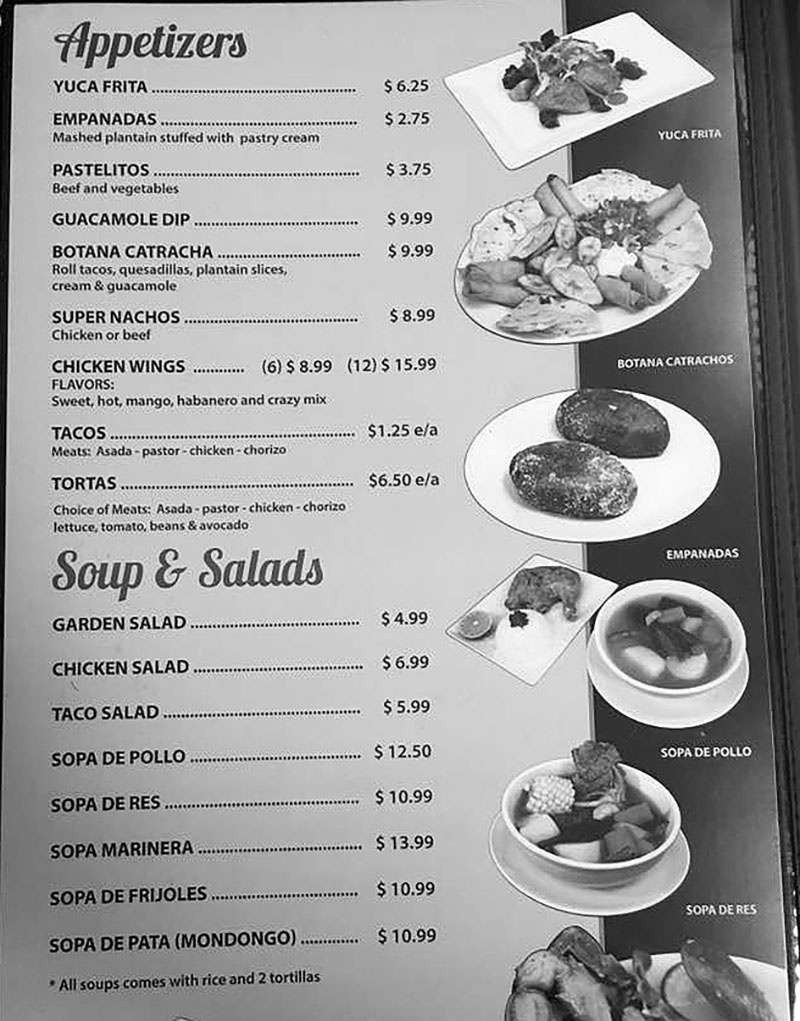 Appetizers
YUCA FRITA .................................................. $ 6.25
EMPANADAS ................................................ $ 2.75
Mashed plantain stuffed with pastry cream
PASTELITOS .................................................. $ 3.75
Beef and vegetables
GUACAMOLE DIP ........................................ $ 9.99
BOTANA CATRACHA ................................... $ 9.99
Roll tacos, quesadillas, plantain slices,
cream & guacamole
SUPER NACHOS ........................................... $ 8.99
Chicken or beef
CHICKEN WINGS ............ (6) $ 8.99 (12) $ 15.99
FLAVORS:
Sweet, hot, mango, habanero and crazy mix
TACOS ............................................................ $1.25 e/a
Meats: Asada - pastor - chicken - chorizo
TORTAS ......................................................... $6.50 e/a
Choice of Meats: Asada - pastor - chicken - chorizo
lettuce, tomato, beans & avocado
Soup & Salads
GARDEN SALAD ......................................... $ 4.99
CHICKEN SALAD ......................................... $ 6.99
TACO SALAD ................................................ $ 5.99
SOPA DE POLLO .......................................... $ 12.50
SOPA DE RES ................................................ $ 10.99
SOPA MARINERA ........................................ $ 13.99
SOPA DE FRIJOLES .................................... $ 10.99
SOPA DE PATA (MONDONGO) .............. $ 10.99
* All soups comes with rice and 2 tortillas
YUCA FRITA
BOTANA CATRACHOS
EMPANADAS
SOPA DE POLLO
SOPA DE RES